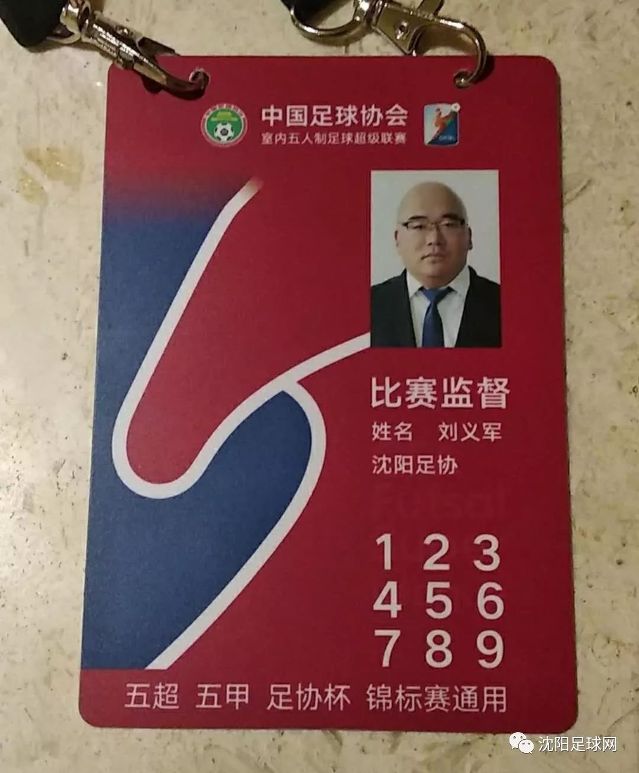 中国足球协会
室内五人制足球超级联赛
比赛监督
姓名 刘义军
沈阳足协
Futsal
1 2 3
4 5 6
7 8 9
五超 五甲 足协杯 锦标赛通用
沈阳足球网